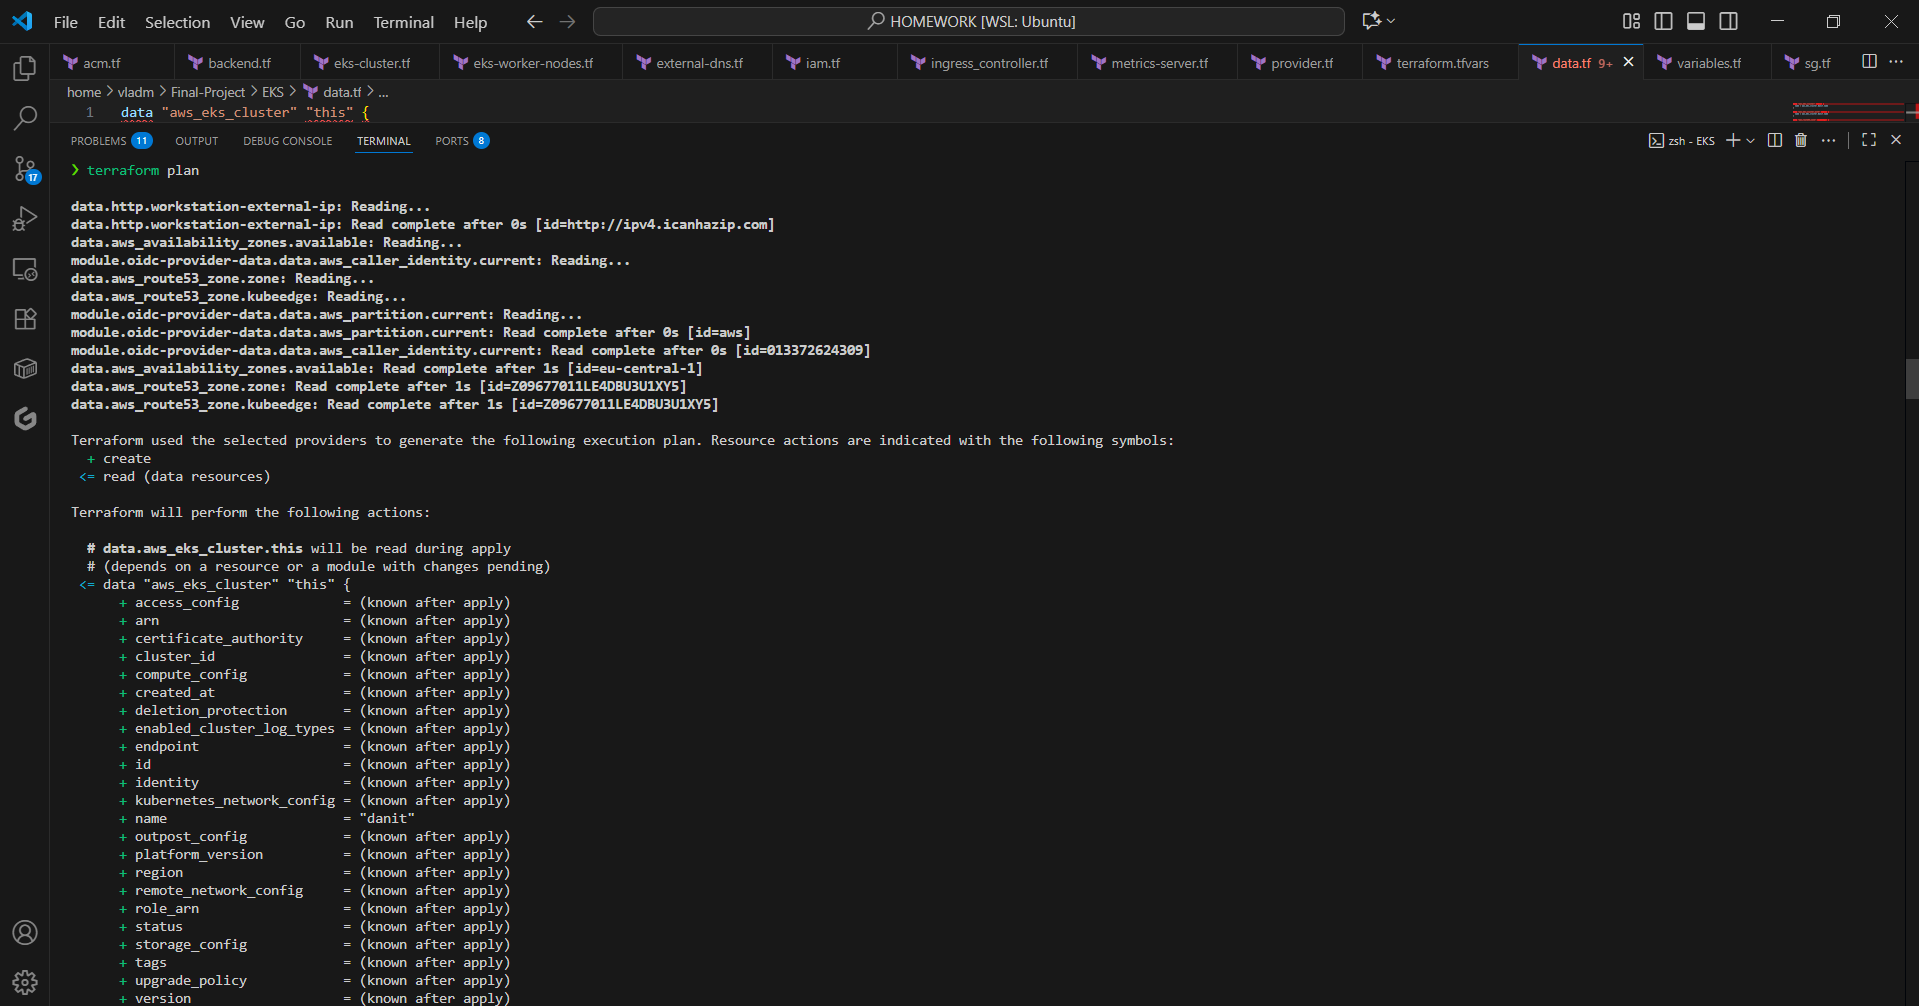 File Edit Selection View Go Run Terminal Help
HOMEWORK [WSL: Ubuntu]
acm.tf backend.tf eks-cluster.tf eks-worker-nodes.tf external-dns.tf iam.tf ingress_controller.tf metrics-server.tf provider.tf terraform.tfvars data.tf 9+ variables.tf sg.tf
home > vladm > Final-Project > EKS > data.tf > ...
1 data "aws_eks_cluster" "this" {
PROBLEMS 11 OUTPUT DEBUG CONSOLE TERMINAL PORTS 8
zsh - EKS
17
❯ terraform plan
data.http.workstation-external-ip: Reading...
data.http.workstation-external-ip: Read complete after 0s [id=http://ipv4.icanhazip.com]
data.aws_availability_zones.available: Reading...
module.oidc-provider-data.data.aws_caller_identity.current: Reading...
data.aws_route53_zone.zone: Reading...
data.aws_route53_zone.kubeedge: Reading...
module.oidc-provider-data.data.aws_partition.current: Reading...
module.oidc-provider-data.data.aws_partition.current: Read complete after 0s [id=aws]
module.oidc-provider-data.data.aws_caller_identity.current: Read complete after 0s [id=013372624309]
data.aws_availability_zones.available: Read complete after 1s [id=eu-central-1]
data.aws_route53_zone.zone: Read complete after 1s [id=Z09677011LE4DBU3U1XY5]
data.aws_route53_zone.kubeedge: Read complete after 1s [id=Z09677011LE4DBU3U1XY5]
Terraform used the selected providers to generate the following execution plan. Resource actions are indicated with the following symbols:
+ create
<= read (data resources)
Terraform will perform the following actions:
# data.aws_eks_cluster.this will be read during apply
# (depends on a resource or a module with changes pending)
<= data "aws_eks_cluster" "this" {
+ access_config = (known after apply)
+ arn = (known after apply)
+ certificate_authority = (known after apply)
+ cluster_id = (known after apply)
+ compute_config = (known after apply)
+ created_at = (known after apply)
+ deletion_protection = (known after apply)
+ enabled_cluster_log_types = (known after apply)
+ endpoint = (known after apply)
+ id = (known after apply)
+ identity = (known after apply)
+ kubernetes_network_config = (known after apply)
+ name = "danit"
+ outpost_config = (known after apply)
+ platform_version = (known after apply)
+ region = (known after apply)
+ remote_network_config = (known after apply)
+ role_arn = (known after apply)
+ status = (known after apply)
+ storage_config = (known after apply)
+ tags = (known after apply)
+ upgrade_policy = (known after apply)
+ version = (known after apply)